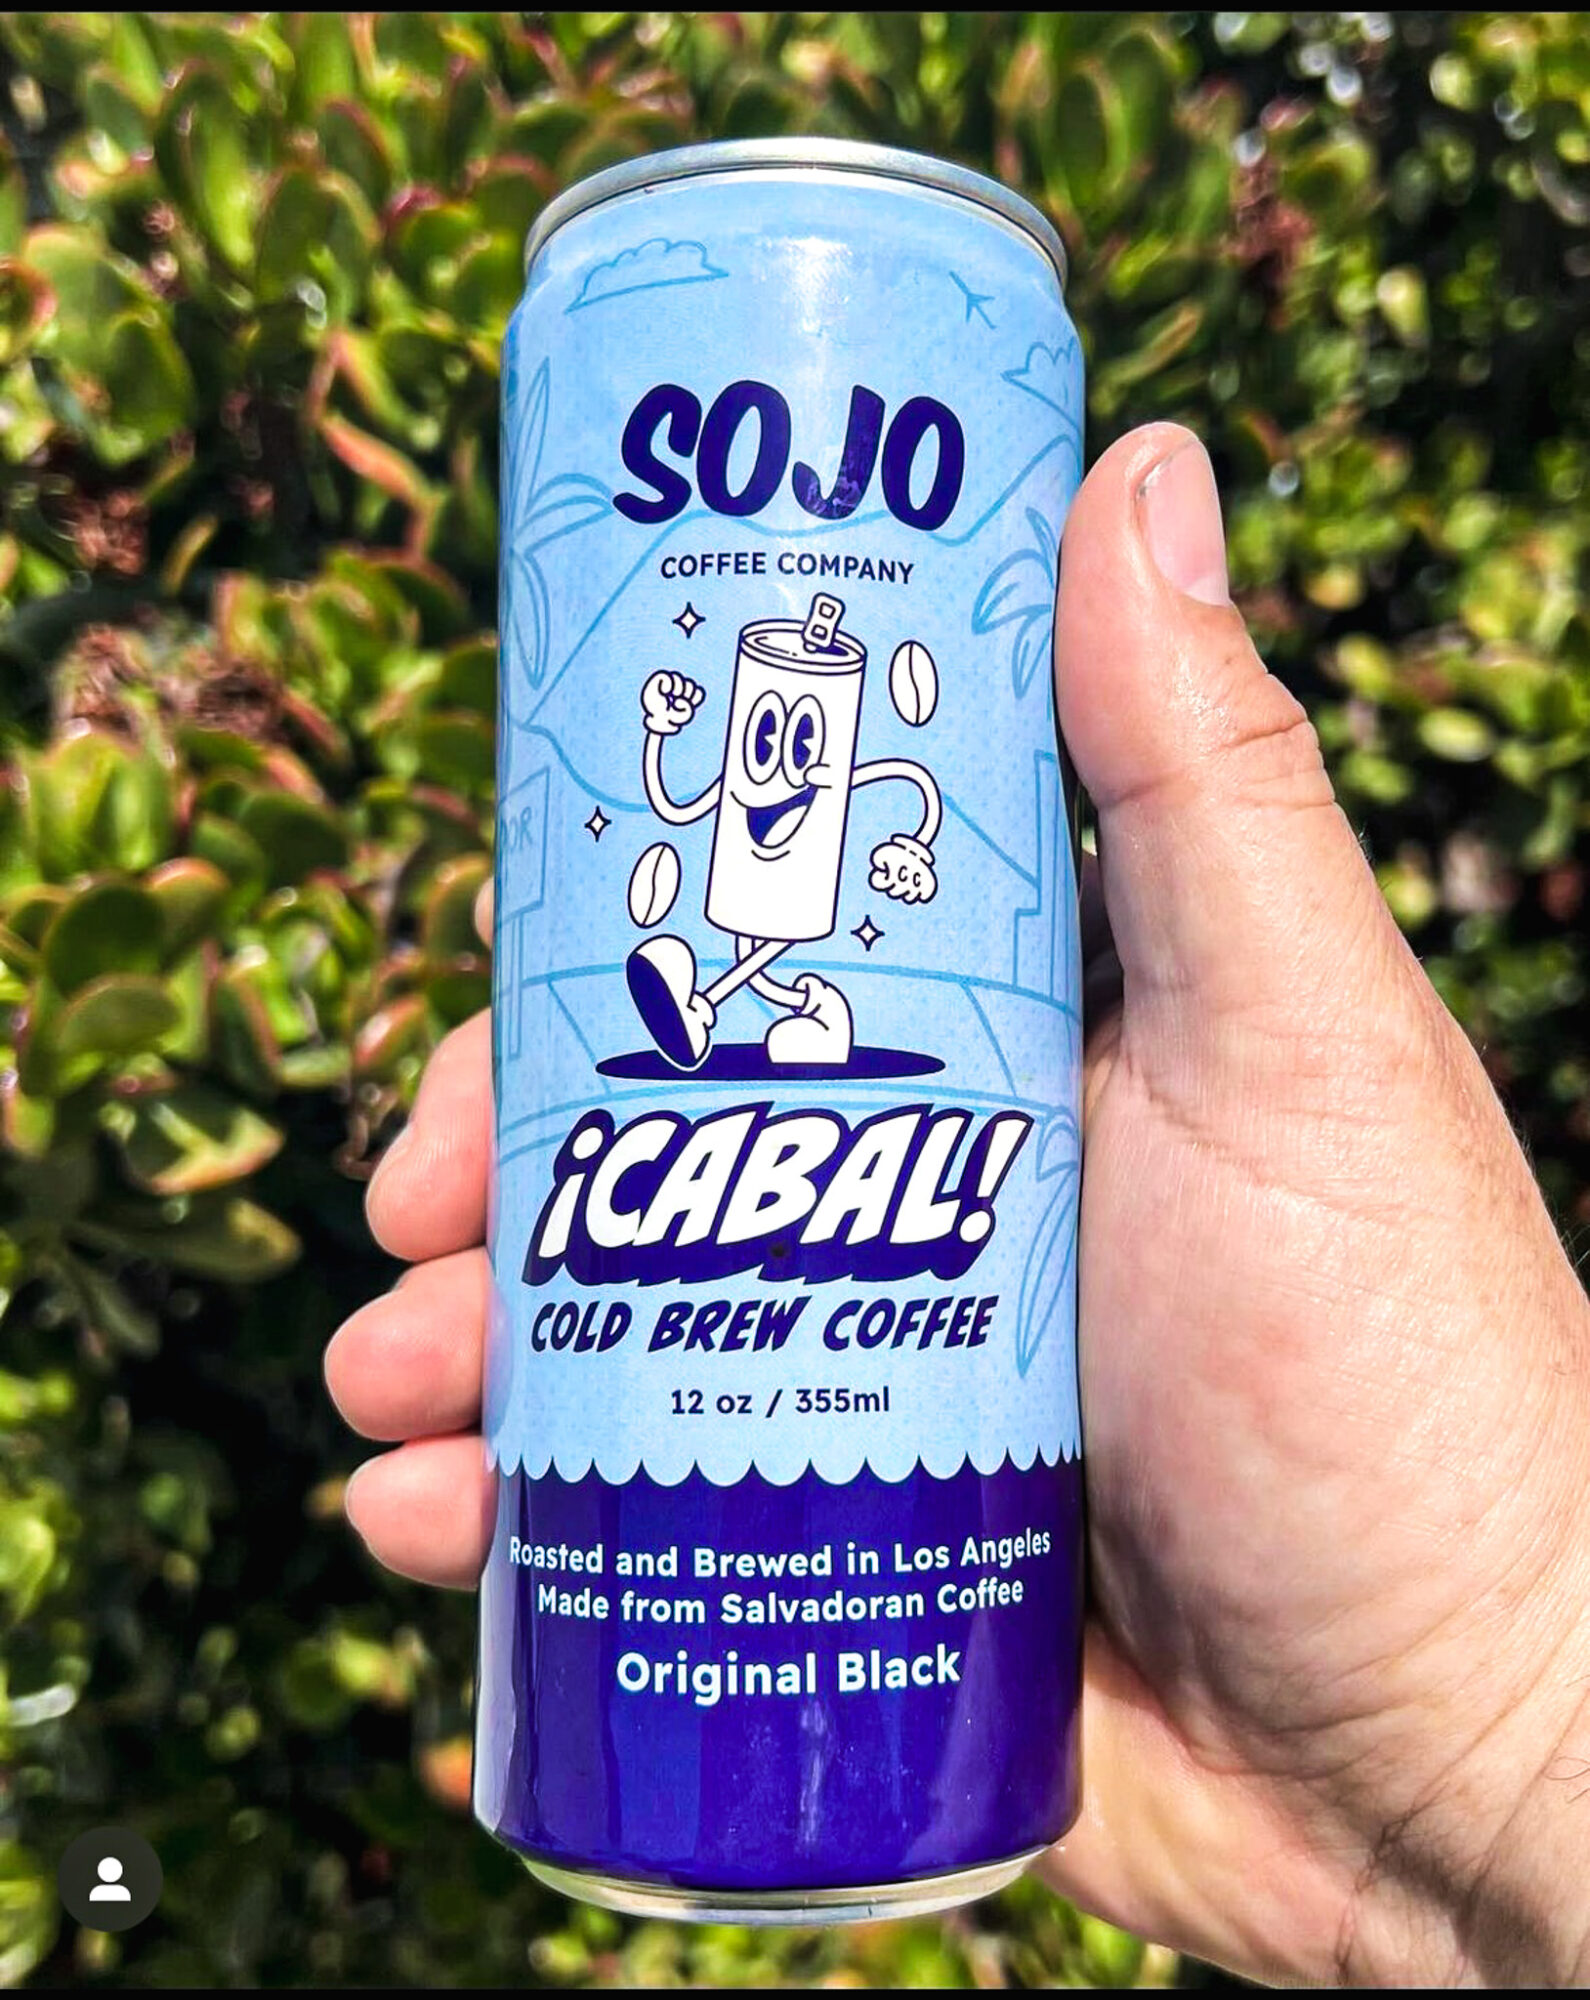 SOJO
COFFEE COMPANY
¡CABAL!
COLD BREW COFFEE
12 oz / 355ml
Roasted and Brewed in Los Angeles
Made from Salvadoran Coffee
Original Black